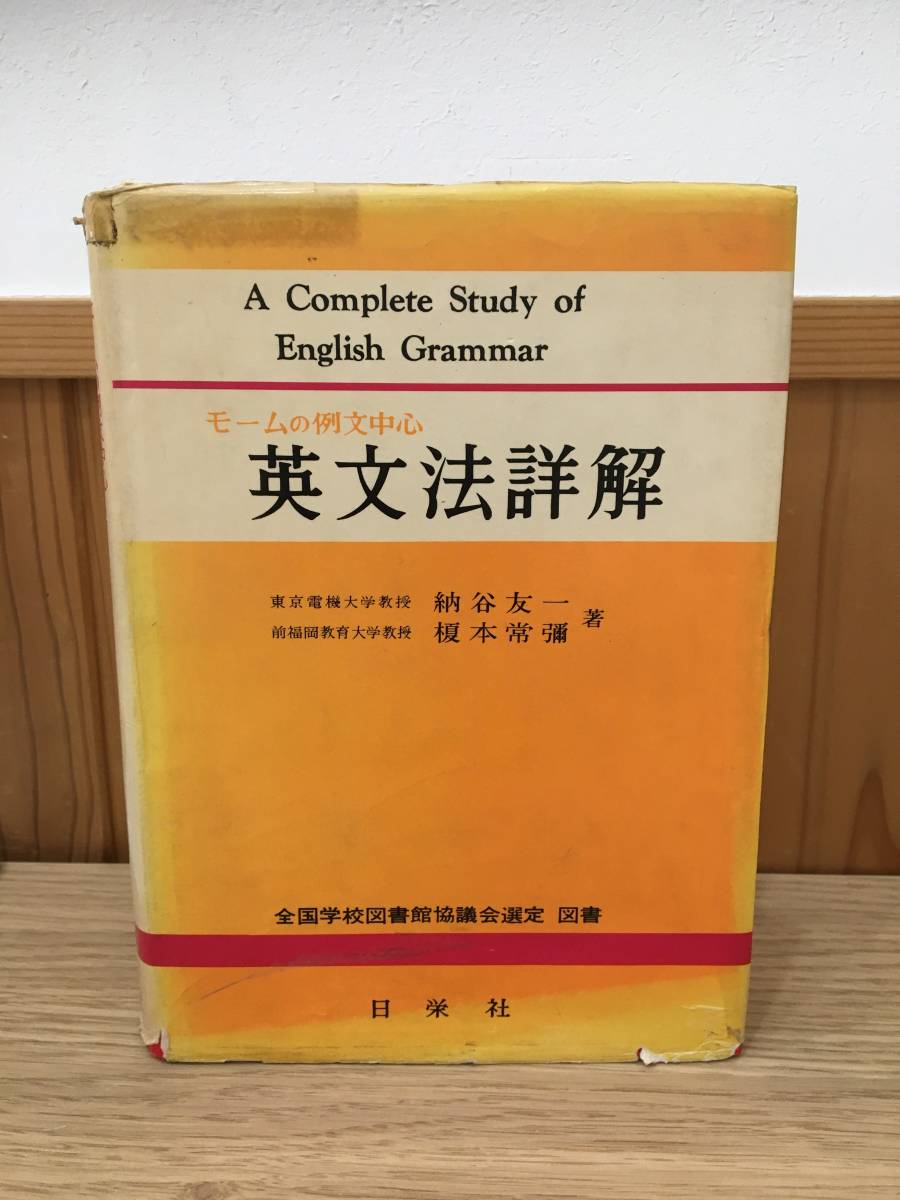 A Complete Study of
English Grammar
モームの例文中心
英文法詳解
東京電機大学教授 納谷友一
前福岡教育大学教授 榎本常彌 著
全国学校図書館協議会選定 図書
日栄社